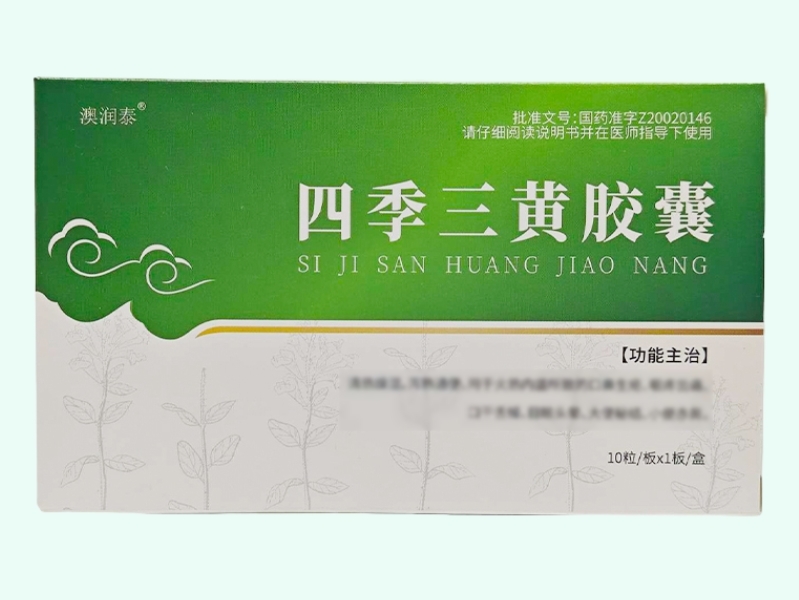 澳润泰®
批准文号:国药准字Z20020146
请仔细阅读说明书并在医师指导下使用
四季三黄胶囊
SI JI SAN HUANG JIAO NANG
【功能主治】
10粒/板x1板/盒